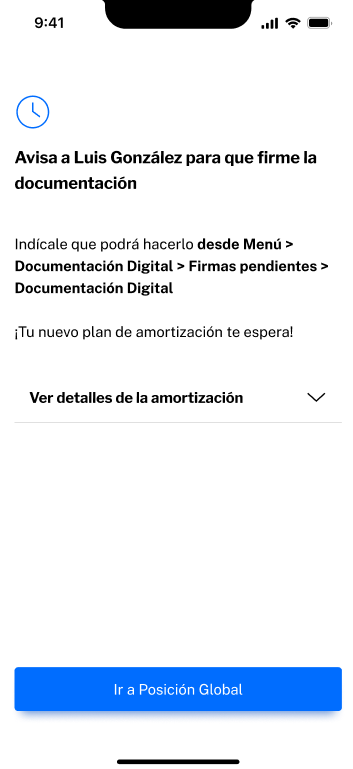 9:41
Avisa a Luis González para que firme la
documentación
Indícale que podrá hacerlo desde Menú >
Documentación Digital > Firmas pendientes >
Documentación Digital
¡Tu nuevo plan de amortización te espera!
Ver detalles de la amortización
Ir a Posición Global